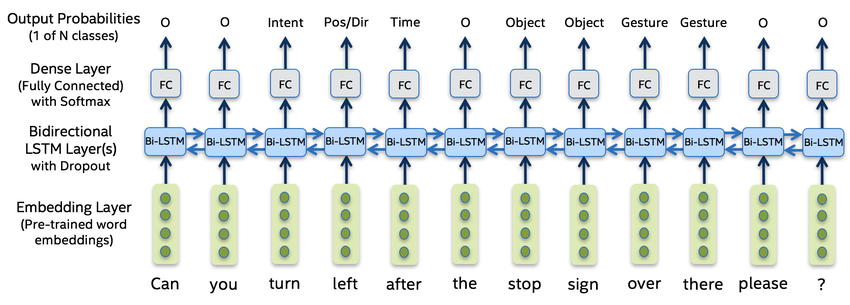 Output Probabilities
(1 of N classes)
O O Intent Pos/Dir Time O Object Object Gesture Gesture O O
Dense Layer
(Fully Connected)
with Softmax
FC FC FC FC FC FC FC FC FC FC FC FC
Bidirectional
LSTM Layer(s)
with Dropout
Bi-LSTM Bi-LSTM Bi-LSTM Bi-LSTM Bi-LSTM Bi-LSTM Bi-LSTM Bi-LSTM Bi-LSTM Bi-LSTM Bi-LSTM Bi-LSTM
Embedding Layer
(Pre-trained word
embeddings)
Can you turn left after the stop sign over there please ?